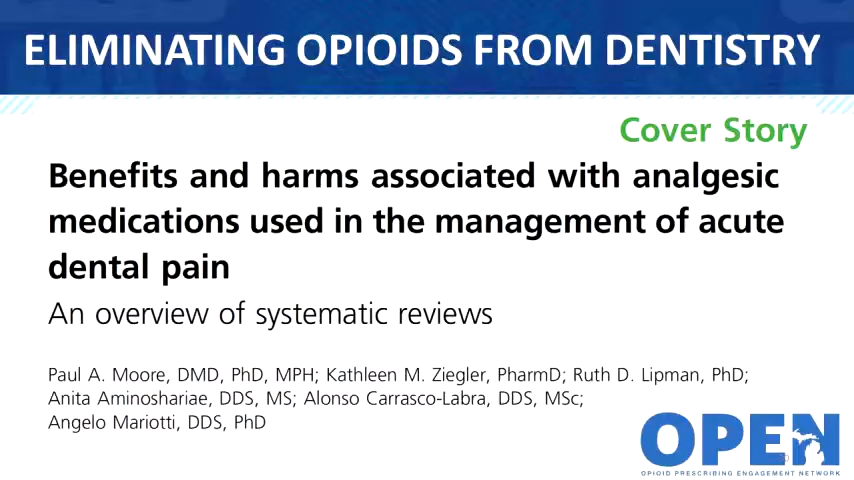 ELIMINATING OPIOIDS FROM DENTISTRY
Cover Story
Benefits and harms associated with analgesic
medications used in the management of acute
dental pain
An overview of systematic reviews
Paul A. Moore, DMD, PhD, MPH; Kathleen M. Ziegler, PharmD; Ruth D. Lipman, PhD;
Anita Aminoshariae, DDS, MS; Alonso Carrasco-Labra, DDS, MSc;
Angelo Mariotti, DDS, PhD
OPEN
OPIOID PRESCRIBING ENGAGEMENT NETWORK